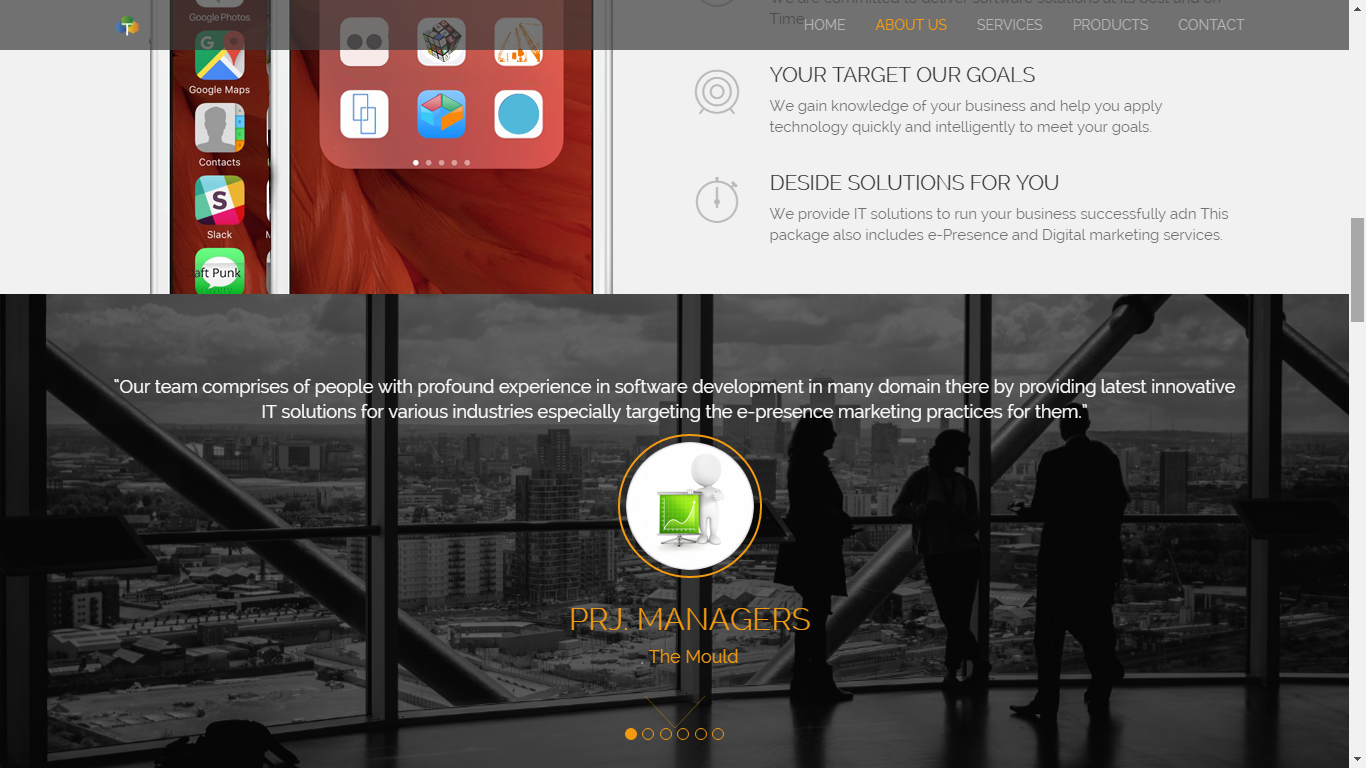 Google Photos
Google Maps
Contacts
Slack
aft Punk
T
HOME
ABOUT US
SERVICES
PRODUCTS
CONTACT
We are committed to deliver software solutions at its best and on
Time
YOUR TARGET OUR GOALS
We gain knowledge of your business and help you apply
technology quickly and intelligently to meet your goals.
DESIDE SOLUTIONS FOR YOU
We provide IT solutions to run your business successfully adn This
package also includes e-Presence and Digital marketing services.
"Our team comprises of people with profound experience in software development in many domain there by providing latest innovative
IT solutions for various industries especially targeting the e-presence marketing practices for them."
PRJ. MANAGERS
. The Mould